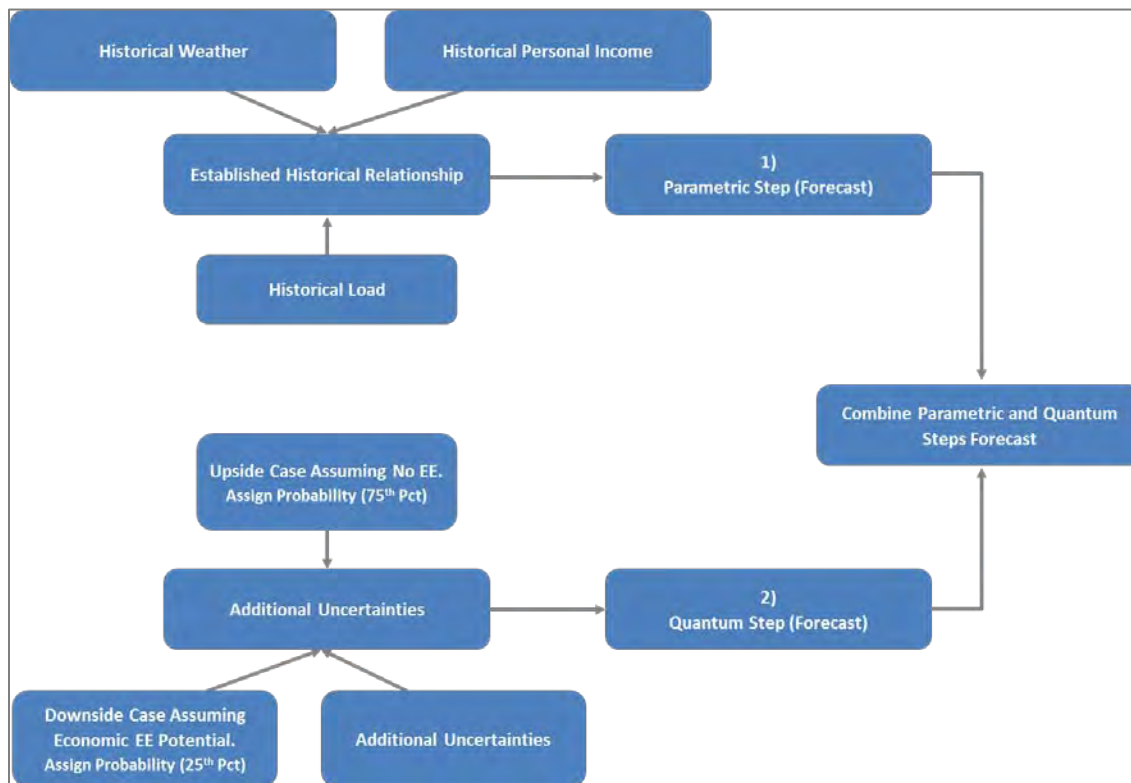 Historical Weather
Historical Personal Income
Established Historical Relationship
1)
Parametric Step (Forecast)
Historical Load
Combine Parametric and Quantum
Steps Forecast
Upside Case Assuming No EE.
Assign Probability (75th Pct)
Additional Uncertainties
2)
Quantum Step (Forecast)
Downside Case Assuming
Economic EE Potential.
Assign Probability (25th Pct)
Additional Uncertainties